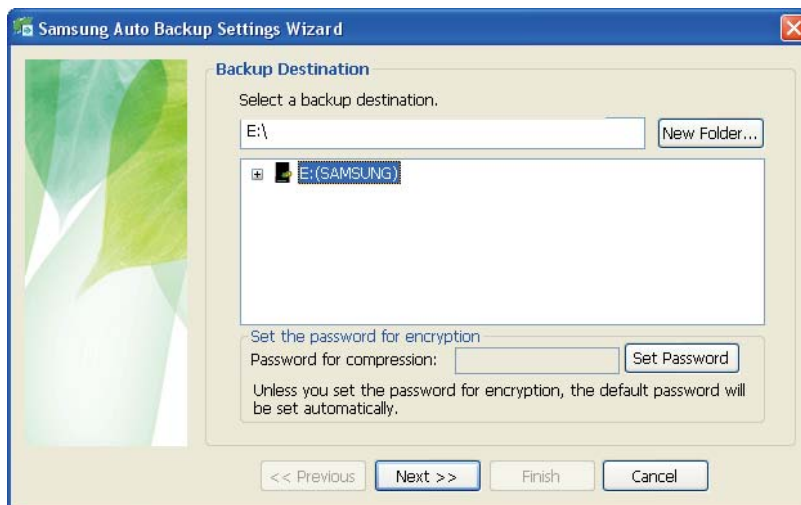 Samsung Auto Backup Settings Wizard
Backup Destination
Select a backup destination.
E:\
New Folder...
E:(SAMSUNG)
Set the password for encryption
Password for compression:
Set Password
Unless you set the password for encryption, the default password will
be set automatically.
<< Previous
Next >>
Finish
Cancel